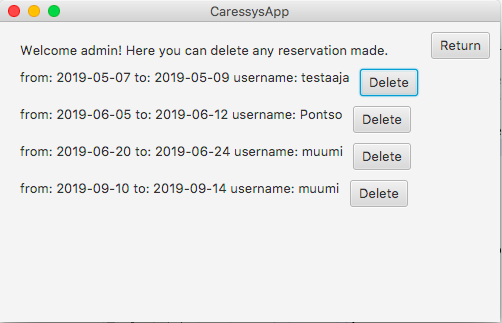 CaressysApp
Welcome admin! Here you can delete any reservation made.
Return
from: 2019-05-07 to: 2019-05-09 username: testaaja Delete
from: 2019-06-05 to: 2019-06-12 username: Pontso Delete
from: 2019-06-20 to: 2019-06-24 username: muumi Delete
from: 2019-09-10 to: 2019-09-14 username: muumi Delete